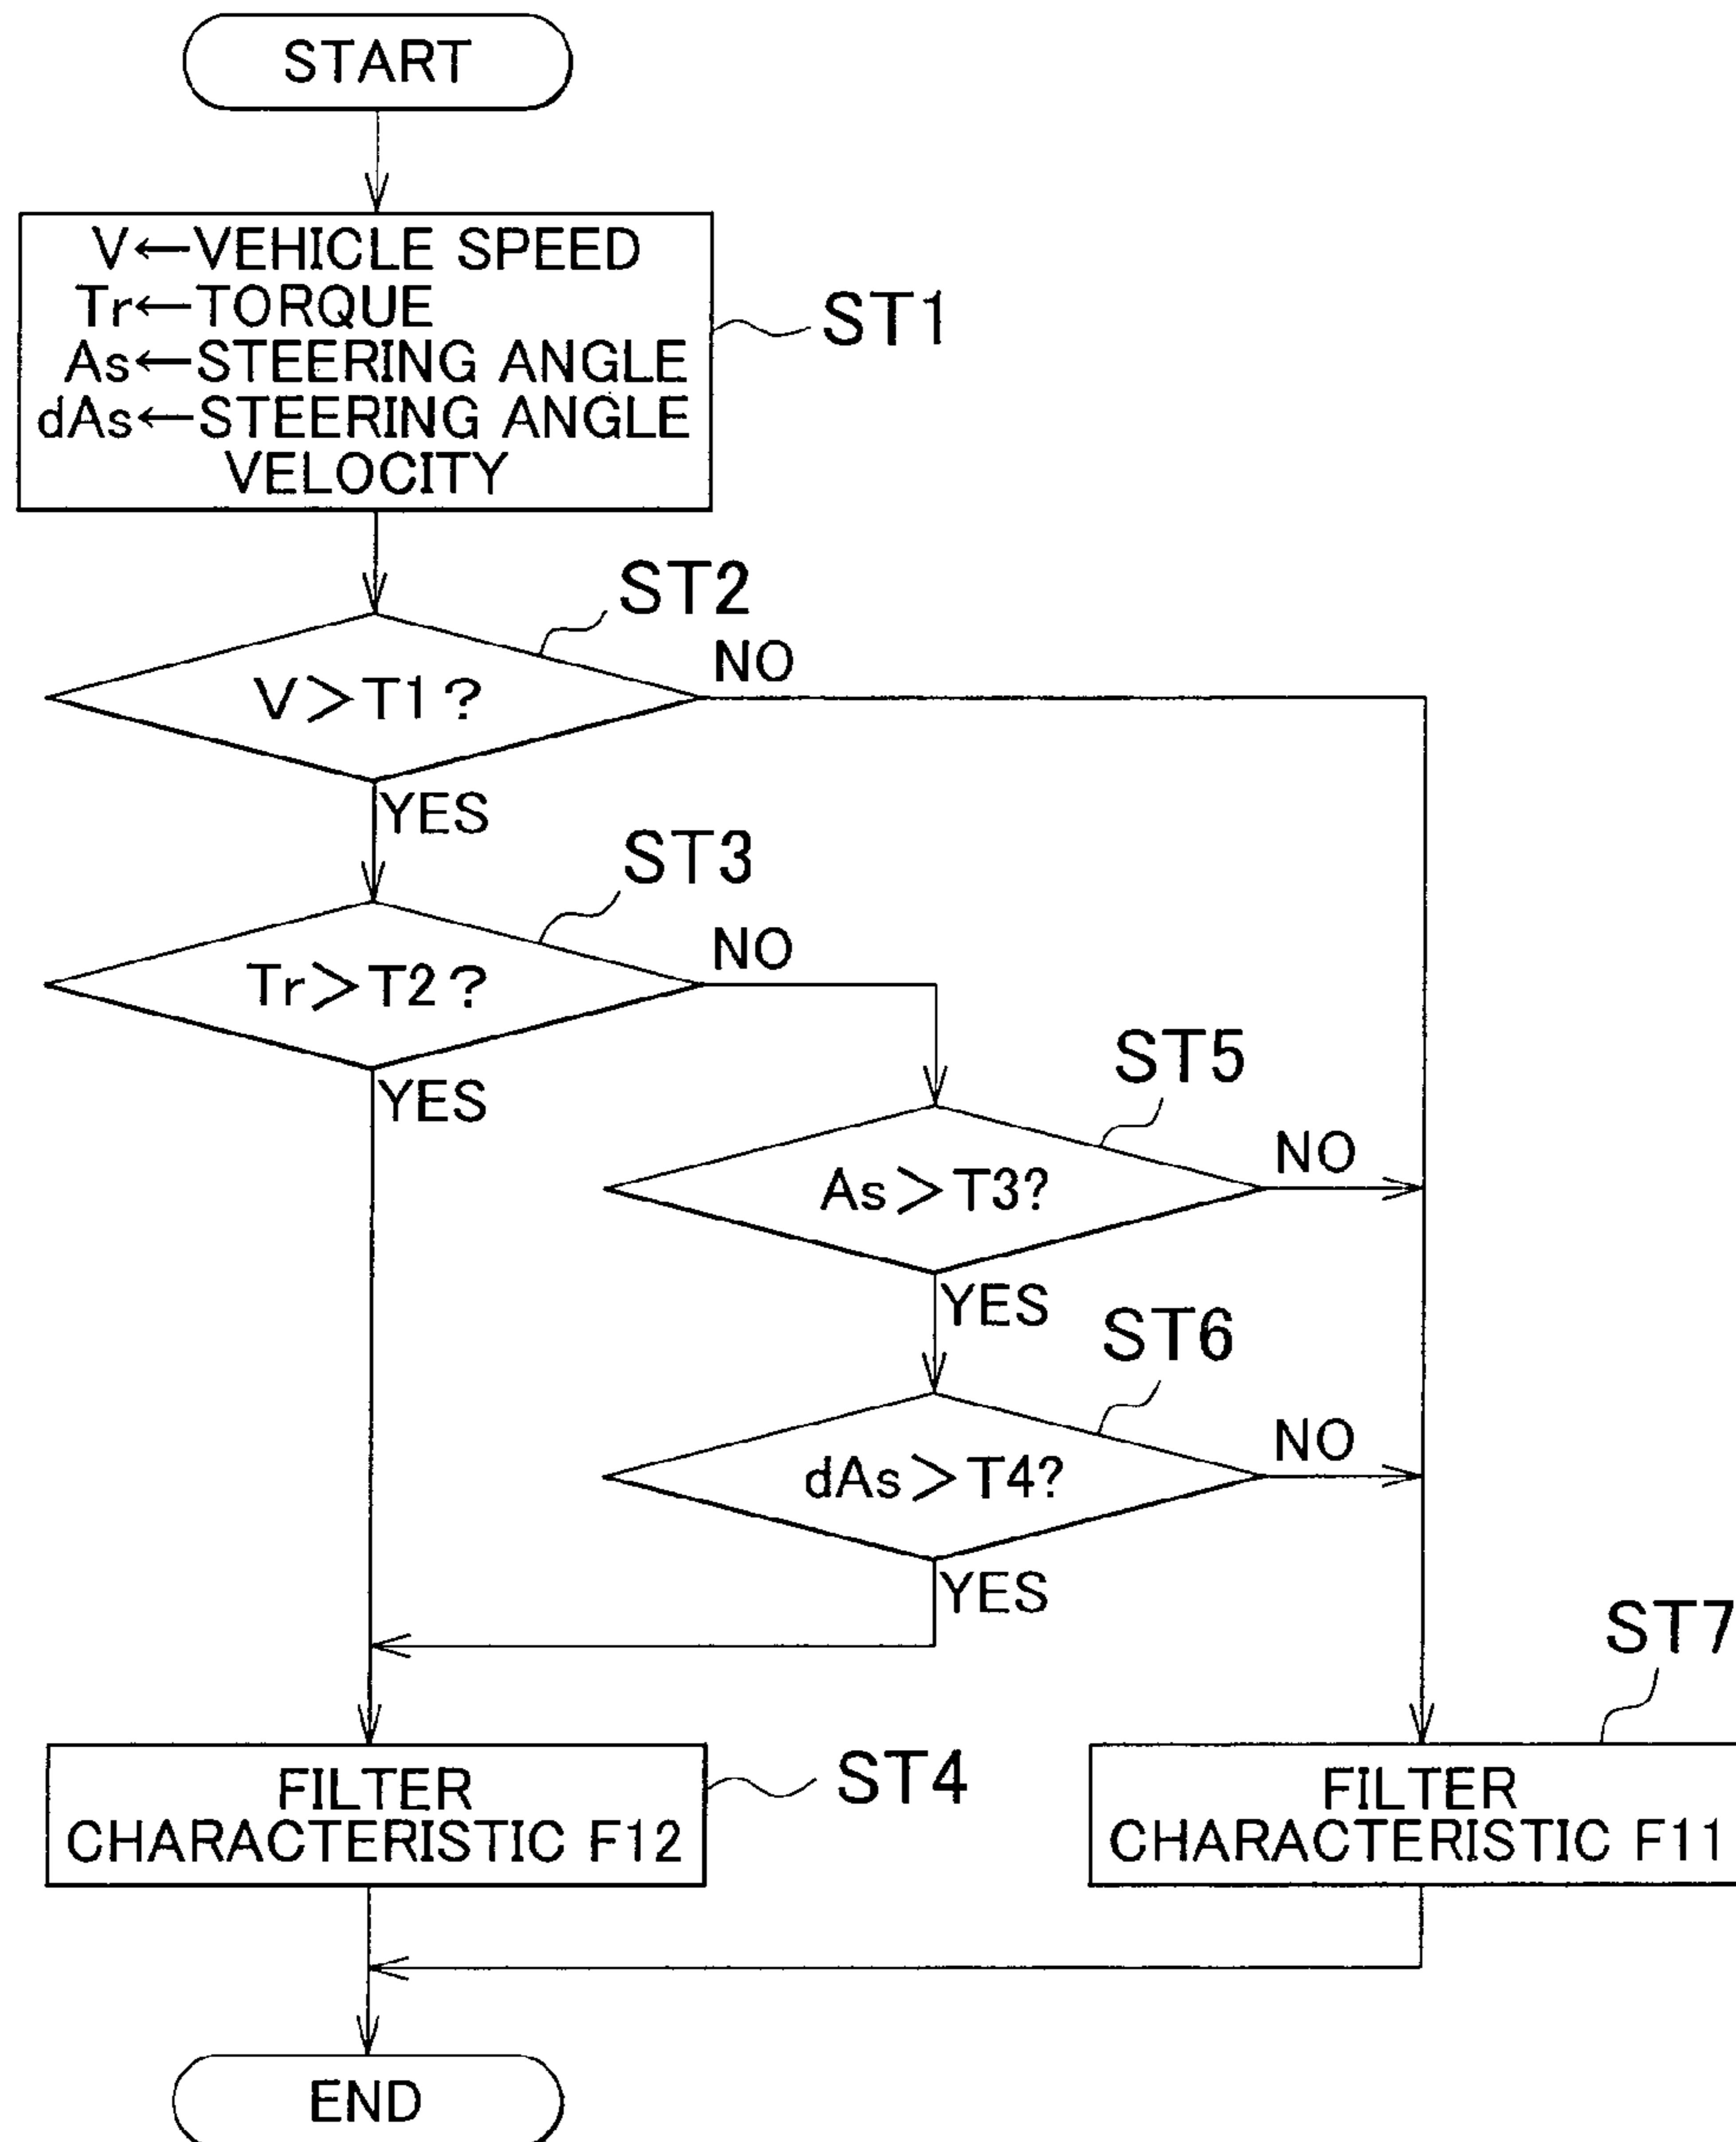 START
V←VEHICLE SPEED
Tr←TORQUE
As←STEERING ANGLE
dAs←STEERING ANGLE
VELOCITY
ST1
ST2
V>T1?
NO
YES
ST3
Tr>T2?
NO
YES
ST5
As>T3?
NO
YES
ST6
dAs>T4?
NO
YES
ST7
FILTER
CHARACTERISTIC F12
ST4
FILTER
CHARACTERISTIC F11
END